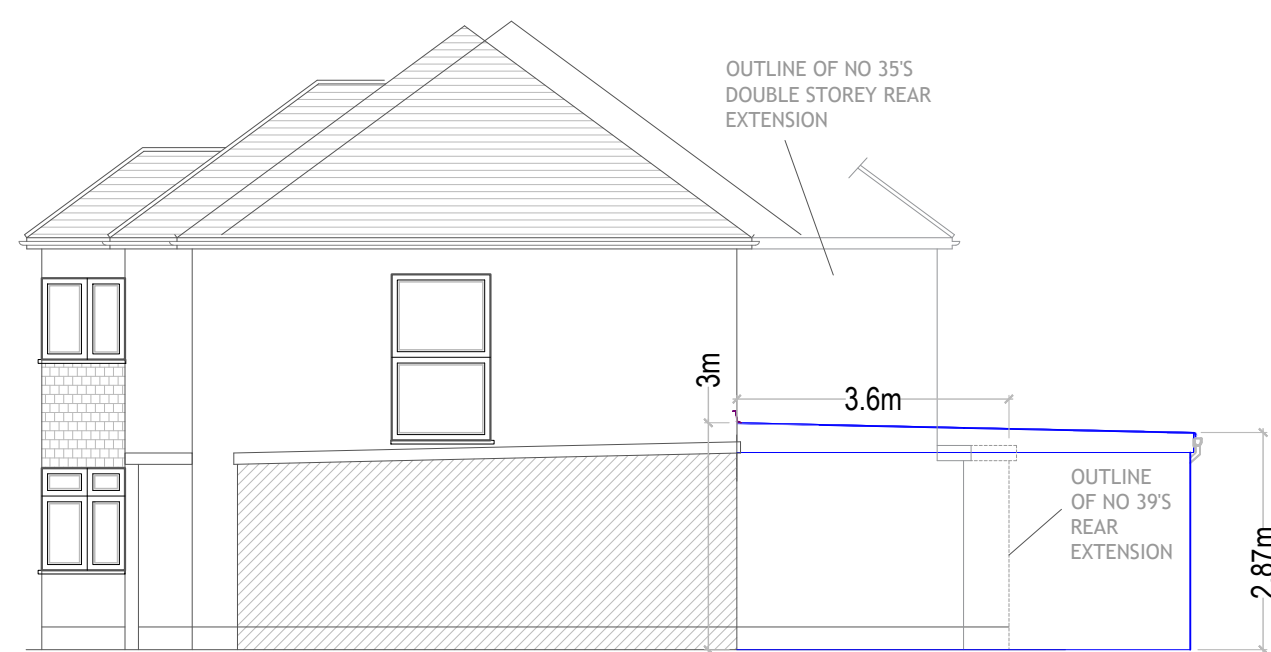 OUTLINE OF NO 35'S
DOUBLE STOREY REAR
EXTENSION
3m
3.6m
OUTLINE
OF NO 39'S
REAR
EXTENSION
2.87m